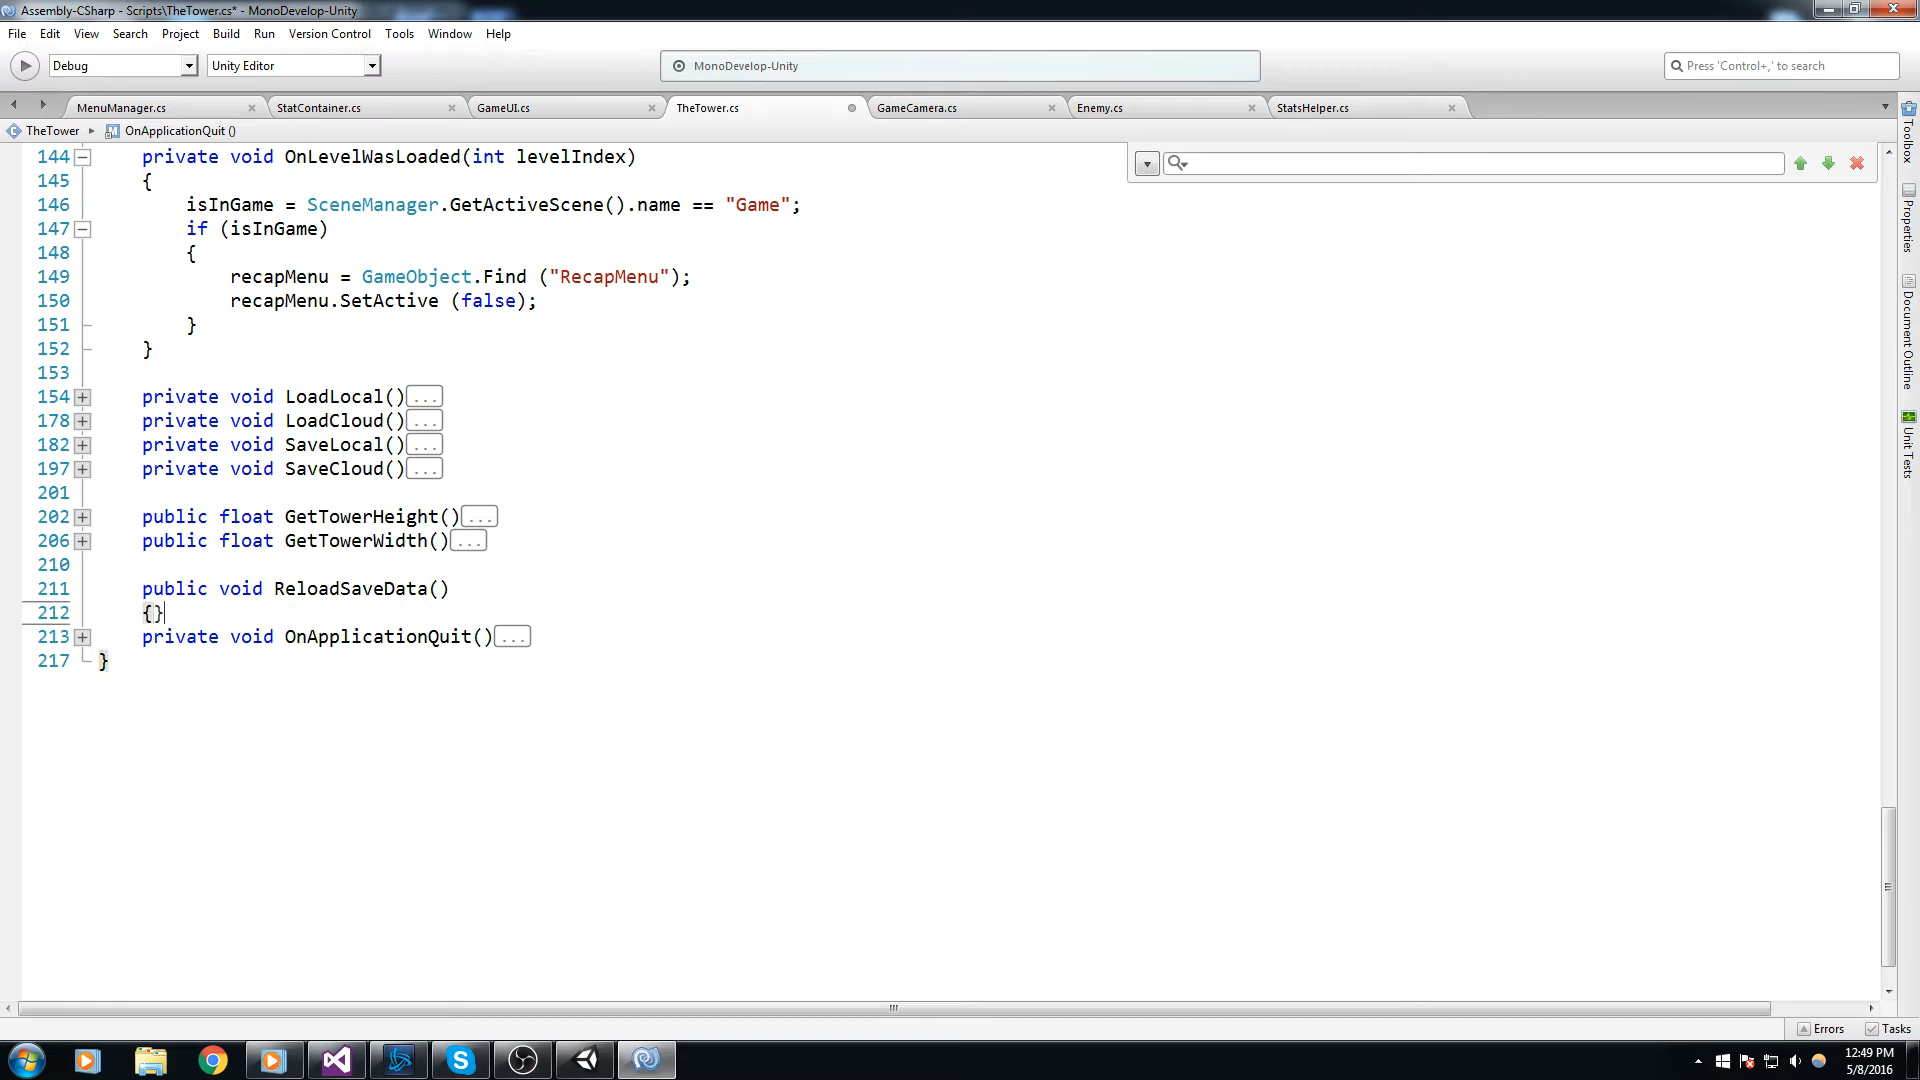 Assembly-CSharp - Scripts\TheTower.cs* - MonoDevelop-Unity
File Edit View Search Project Build Run Version Control Tools Window Help
Debug Unity Editor MonoDevelop-Unity Press 'Control+,' to search
MenuManager.cs StatContainer.cs GameUI.cs TheTower.cs GameCamera.cs Enemy.cs StatsHelper.cs
TheTower OnApplicationQuit ()
144 private void OnLevelWasLoaded(int levelIndex)
145 {
146 isInGame = SceneManager.GetActiveScene().name == "Game";
147 if (isInGame)
148 {
149 recapMenu = GameObject.Find ("RecapMenu");
150 recapMenu.SetActive (false);
151 }
152 }
153
154 private void LoadLocal()...
178 private void LoadCloud()...
182 private void SaveLocal()...
197 private void SaveCloud()...
201
202 public float GetTowerHeight()...
206 public float GetTowerWidth()...
210
211 public void ReloadSaveData()
212 {}
213 private void OnApplicationQuit()...
217 }
Toolbox
Properties
Document Outline
Unit Tests
Errors Tasks
12:49 PM
5/8/2016